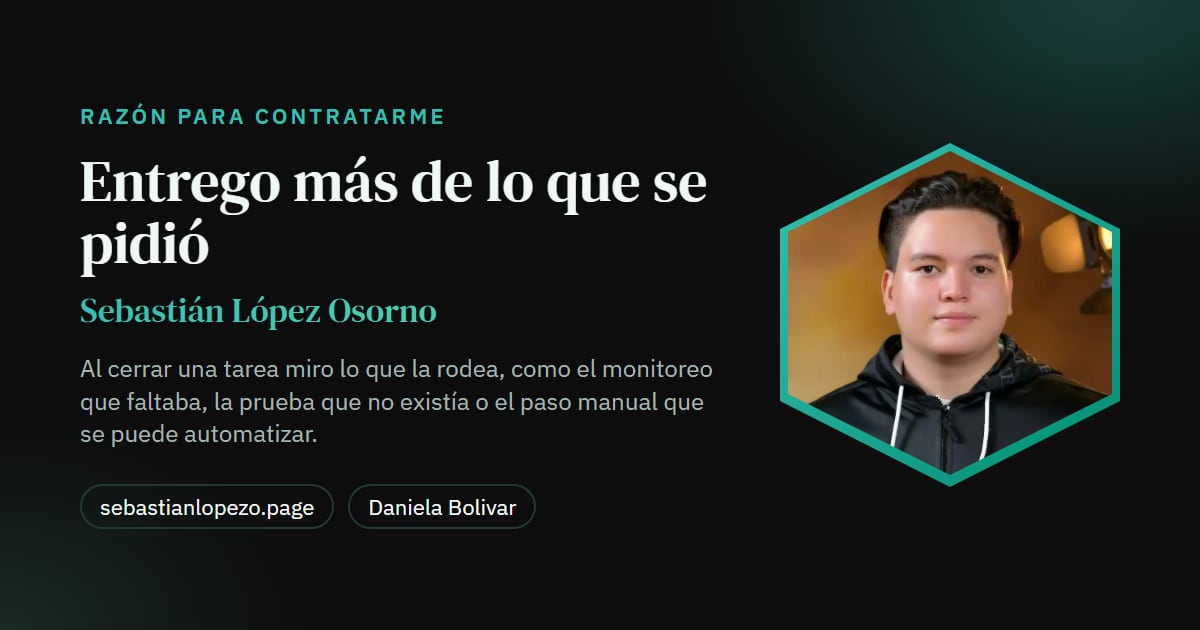 RAZÓN PARA CONTRATARME
Entrego más de lo que se
pidió
Sebastián López Osorno
Al cerrar una tarea miro lo que la rodea, como el monitoreo
que faltaba, la prueba que no existía o el paso manual que
se puede automatizar.
sebastianlopezo.page
Daniela Bolivar